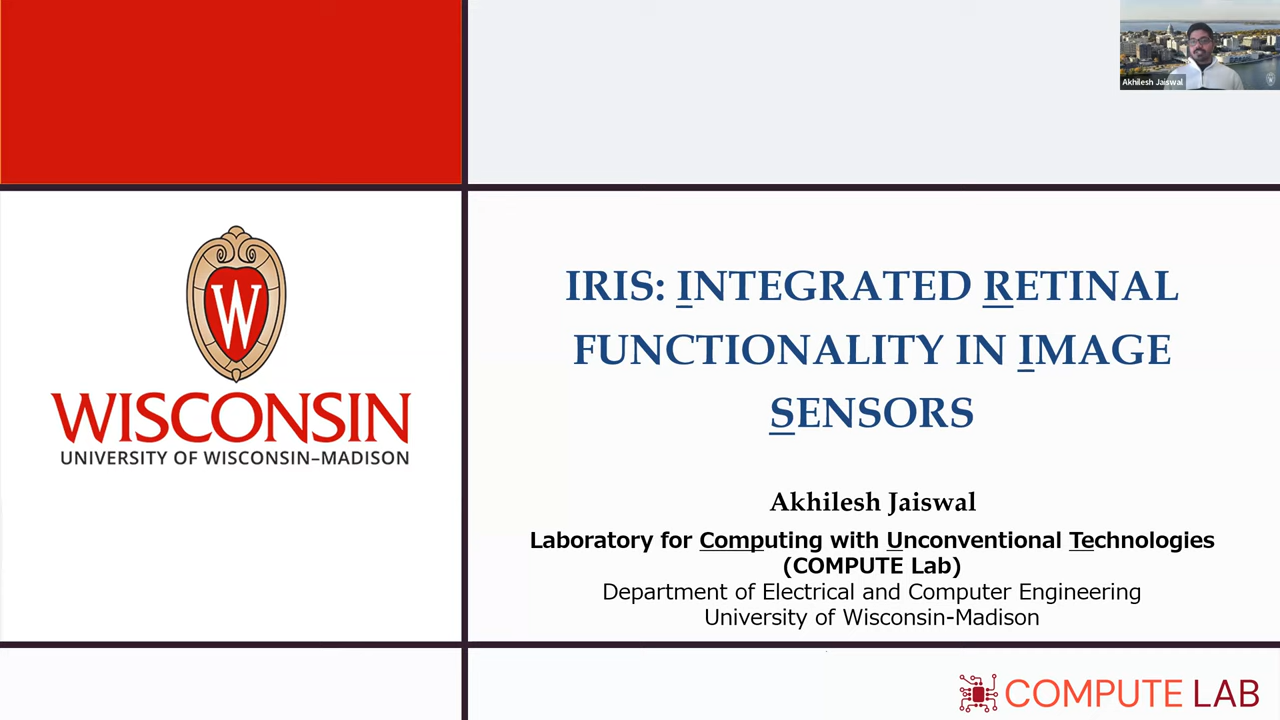 Akhilesh Jaiswal
W
WISCONSIN
UNIVERSITY OF WISCONSIN–MADISON
IRIS: INTEGRATED RETINAL
FUNCTIONALITY IN IMAGE
SENSORS
Akhilesh Jaiswal
Laboratory for Computing with Unconventional Technologies
(COMPUTE Lab)
Department of Electrical and Computer Engineering
University of Wisconsin-Madison
COMPUTE LAB